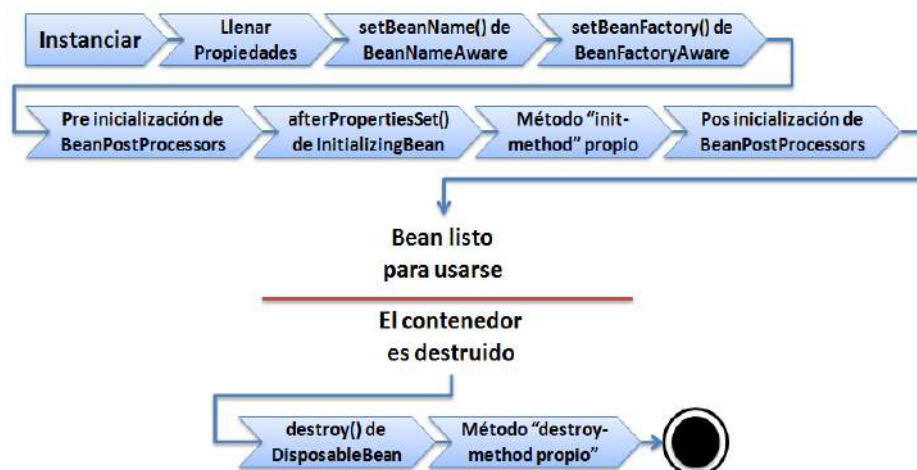 Instanciar
Llenar
Propiedades
setBeanName() de
BeanNameAware
setBeanFactory() de
BeanFactoryAware
Pre inicialización de
BeanPostProcessors
afterPropertiesSet()
de InitializingBean
Método "init-
method" propio
Pos inicialización de
BeanPostProcessors
Bean listo
para usarse
El contenedor
es destruido
destroy() de
DisposableBean
Método "destroy-
method propio"